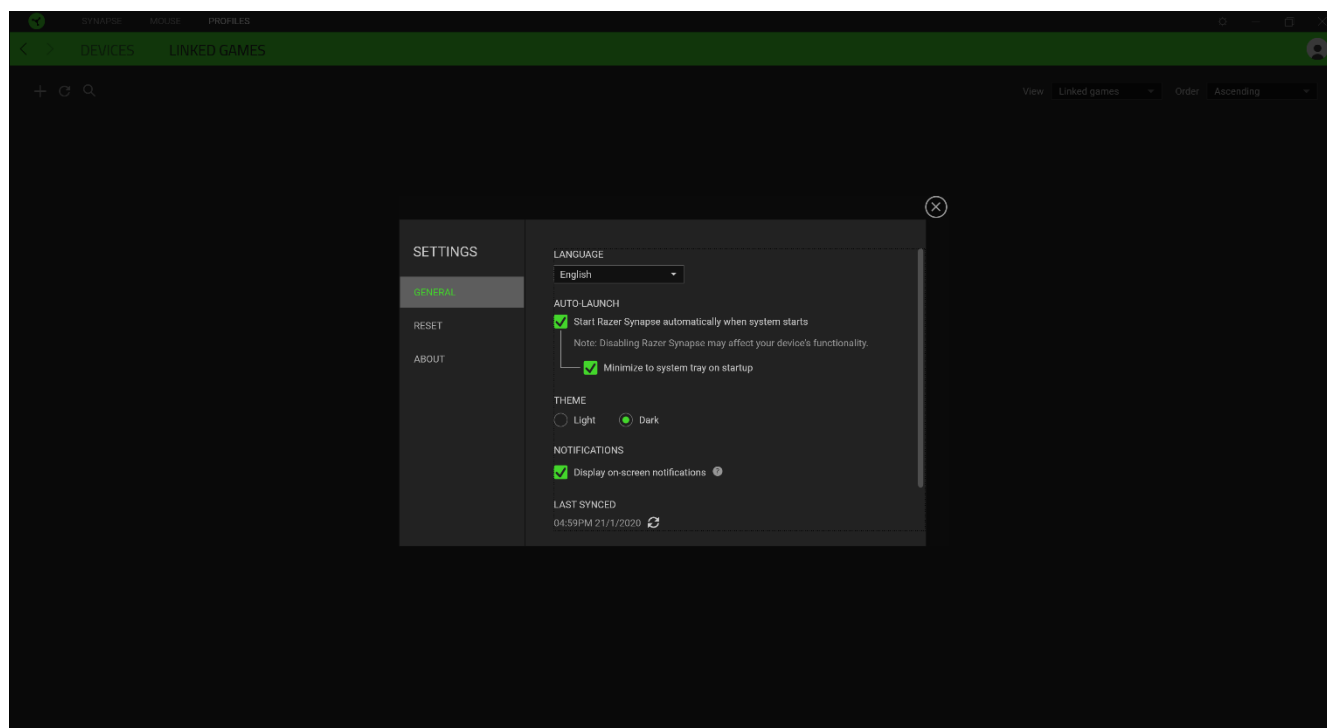 SYNAPSE MOUSE PROFILES
DEVICES LINKED GAMES
View Linked games Order Ascending
SETTINGS
GENERAL
RESET
ABOUT
LANGUAGE
English
AUTO-LAUNCH
Start Razer Synapse automatically when system starts
Note: Disabling Razer Synapse may affect your device's functionality.
Minimize to system tray on startup
THEME
Light Dark
NOTIFICATIONS
Display on-screen notifications ?
LAST SYNCED
04:59PM 21/1/2020